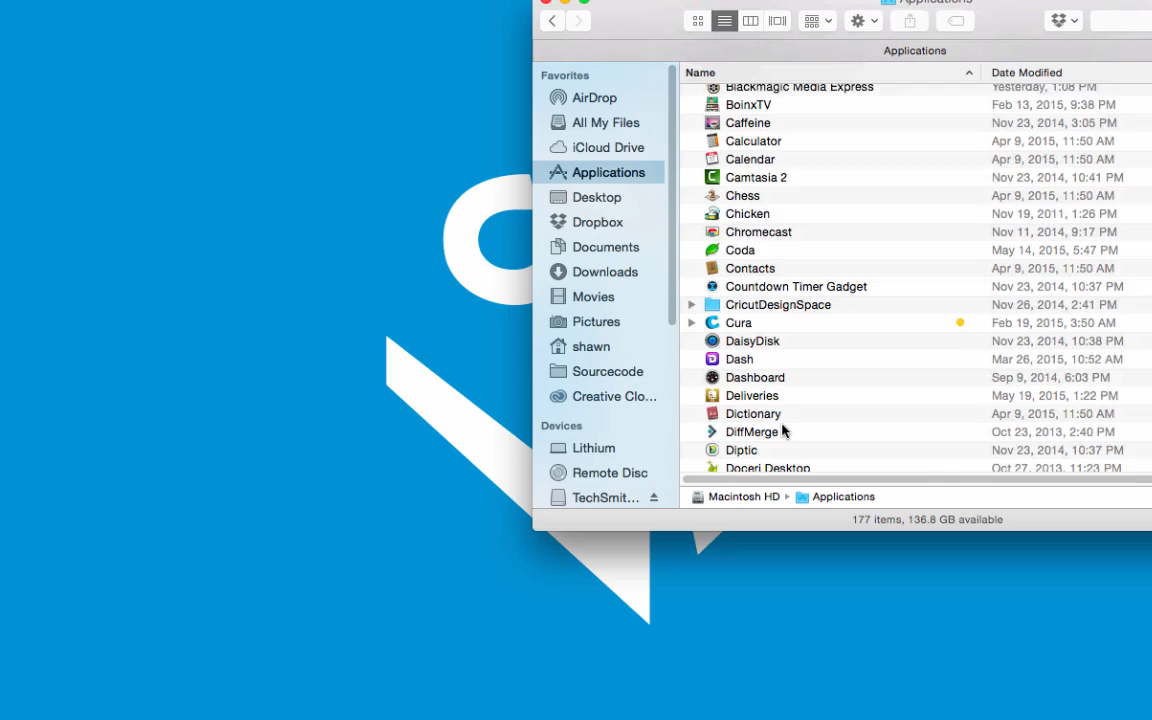 Applications
Applications
Favorites
AirDrop
All My Files
iCloud Drive
Applications
Desktop
Dropbox
Documents
Downloads
Movies
Pictures
shawn
Sourcecode
Creative Clo...
Devices
Lithium
Remote Disc
TechSmit...
Name Date Modified
Blackmagic Media Express Yesterday, 1:08 PM
BoinxTV Feb 13, 2015, 9:38 PM
Caffeine Nov 23, 2014, 3:05 PM
Calculator Apr 9, 2015, 11:50 AM
Calendar Apr 9, 2015, 11:50 AM
Camtasia 2 Nov 23, 2014, 10:41 PM
Chess Apr 9, 2015, 11:50 AM
Chicken Nov 19, 2011, 1:26 PM
Chromecast Nov 11, 2014, 9:17 PM
Coda May 14, 2015, 5:47 PM
Contacts Apr 9, 2015, 11:50 AM
Countdown Timer Gadget Nov 23, 2014, 10:37 PM
CricutDesignSpace Nov 26, 2014, 2:41 PM
Cura Feb 19, 2015, 3:50 AM
DaisyDisk Nov 23, 2014, 10:38 PM
Dash Mar 26, 2015, 10:52 AM
Dashboard Sep 9, 2014, 6:03 PM
Deliveries May 19, 2015, 1:22 PM
Dictionary Apr 9, 2015, 11:50 AM
DiffMerge Oct 23, 2013, 2:40 PM
Diptic Nov 23, 2014, 10:37 PM
Doceri Desktop Oct 27, 2013, 11:23 PM
Macintosh HD Applications
177 items, 136.8 GB available